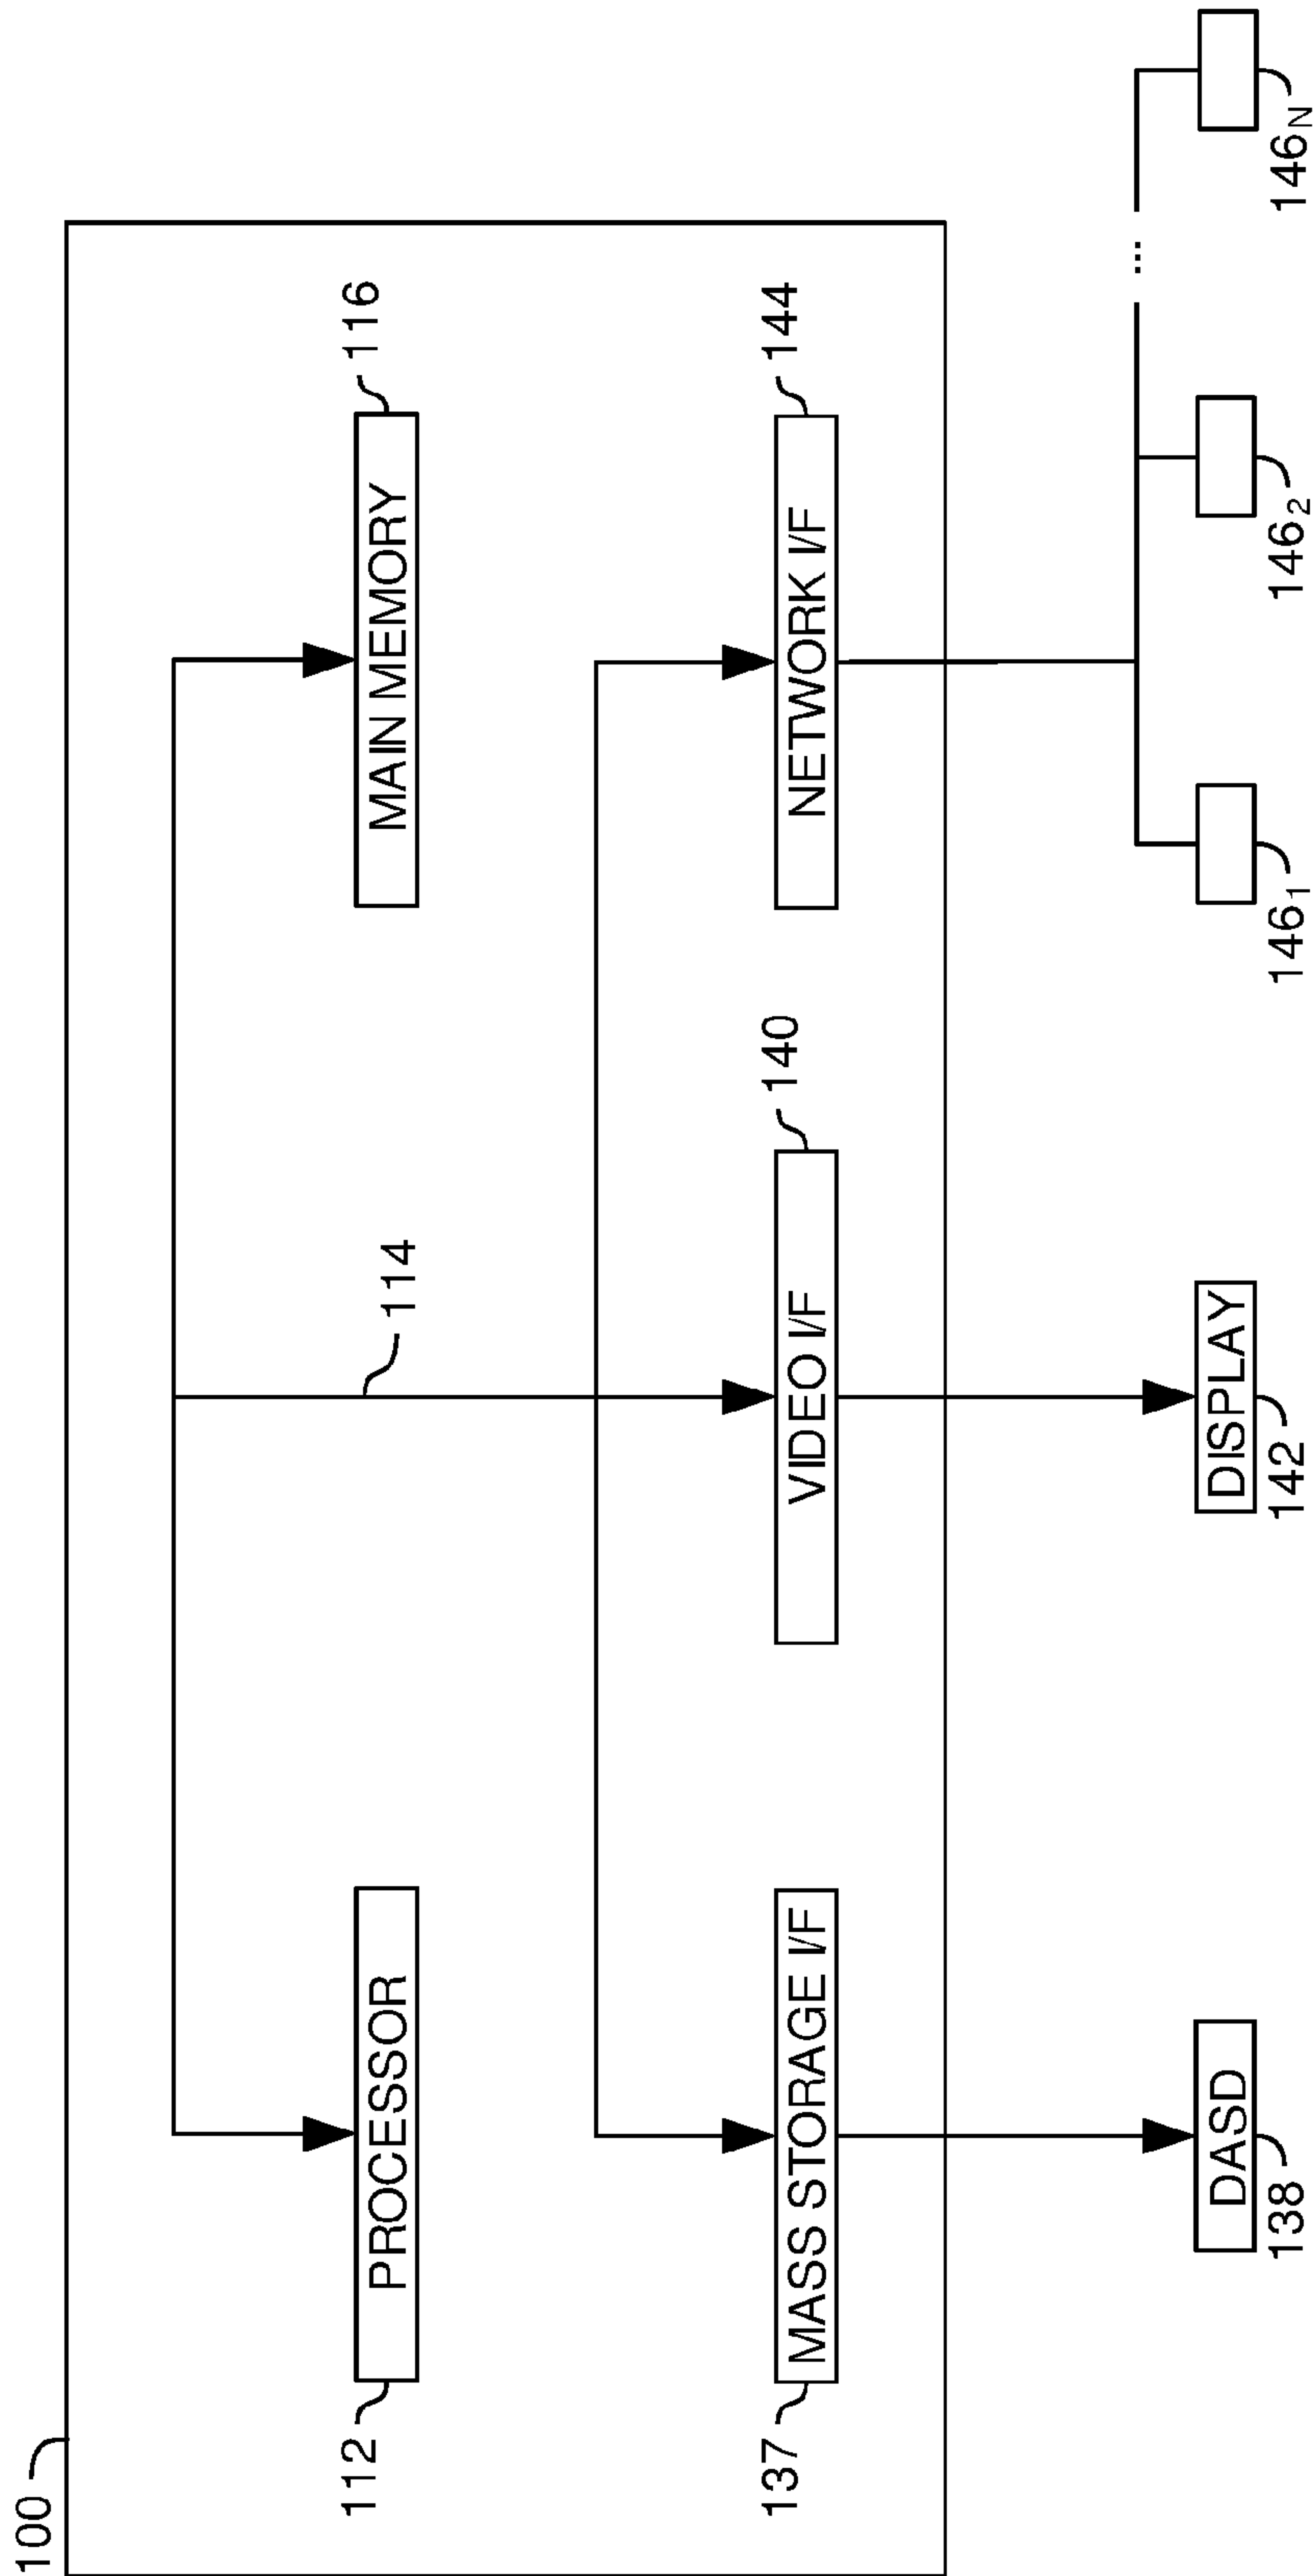 100
112
PROCESSOR
MAIN MEMORY
116
114
137
MASS STORAGE I/F
VIDEO I/F
140
NETWORK I/F
144
DASD
138
DISPLAY
142
146₁
146₂
...
146N